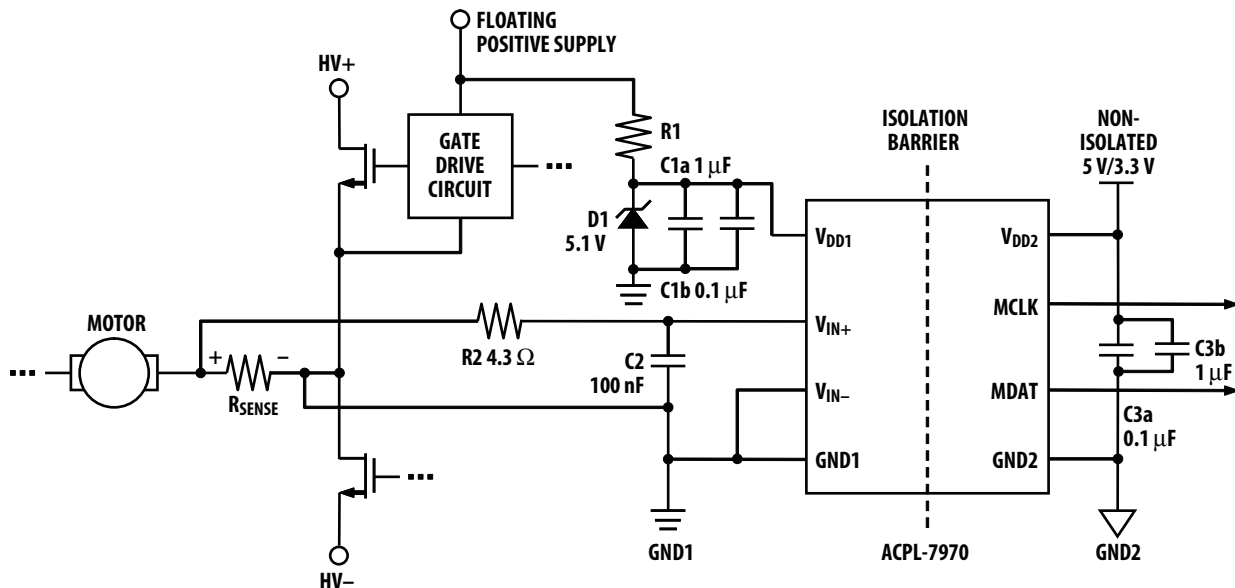 FLOATING
POSITIVE SUPPLY
HV+
GATE
DRIVE
CIRCUIT
R1
C1a 1 μF
D1
5.1 V
C1b 0.1 μF
ISOLATION
BARRIER
NON-
ISOLATED
5 V/3.3 V
VDD1
VDD2
MCLK
MOTOR
+
−
RSENSE
R2 4.3 Ω
VIN+
C2
100 nF
VIN−
GND1
C3b
1 μF
MDAT
C3a
0.1 μF
GND2
HV−
GND1
ACPL-7970
GND2